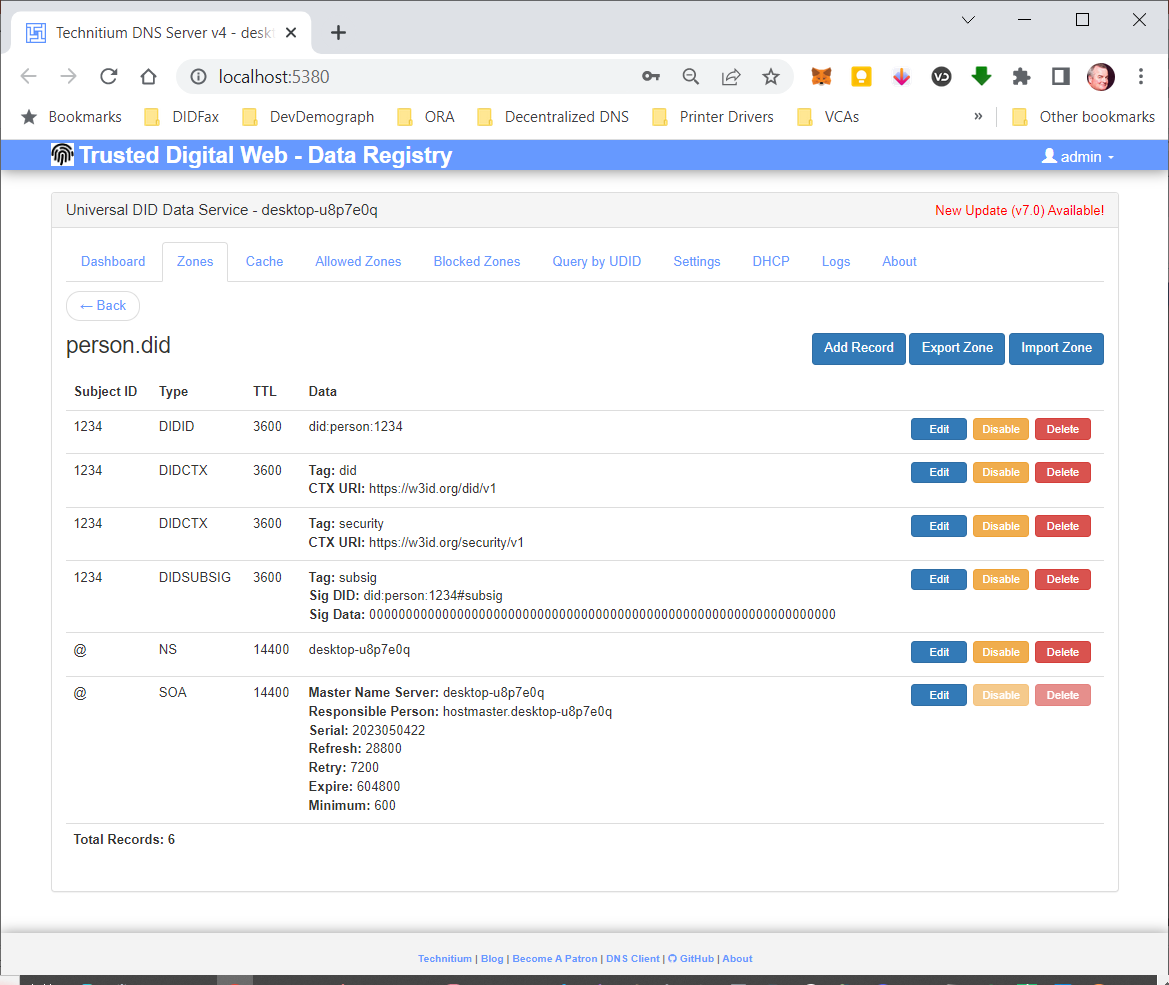 Technitium DNS Server v4 - desk
localhost:5380
Bookmarks DIDFax DevDemograph ORA Decentralized DNS Printer Drivers VCAs » Other bookmarks
Trusted Digital Web - Data Registry admin
Universal DID Data Service - desktop-u8p7e0q New Update (v7.0) Available!
Dashboard Zones Cache Allowed Zones Blocked Zones Query by UDID Settings DHCP Logs About
← Back
person.did Add Record Export Zone Import Zone
Subject ID Type TTL Data
1234 DIDID 3600 did:person:1234 Edit Disable Delete
1234 DIDCTX 3600 Tag: did Edit Disable Delete
CTX URI: https://w3id.org/did/v1
1234 DIDCTX 3600 Tag: security Edit Disable Delete
CTX URI: https://w3id.org/security/v1
1234 DIDSUBSIG 3600 Tag: subsig Edit Disable Delete
Sig DID: did:person:1234#subsig
Sig Data: 0000000000000000000000000000000000000000000000000000000000000000
@ NS 14400 desktop-u8p7e0q Edit Disable Delete
@ SOA 14400 Master Name Server: desktop-u8p7e0q Edit Disable Delete
Responsible Person: hostmaster.desktop-u8p7e0q
Serial: 2023050422
Refresh: 28800
Retry: 7200
Expire: 604800
Minimum: 600
Total Records: 6
Technitium | Blog | Become A Patron | DNS Client | GitHub | About